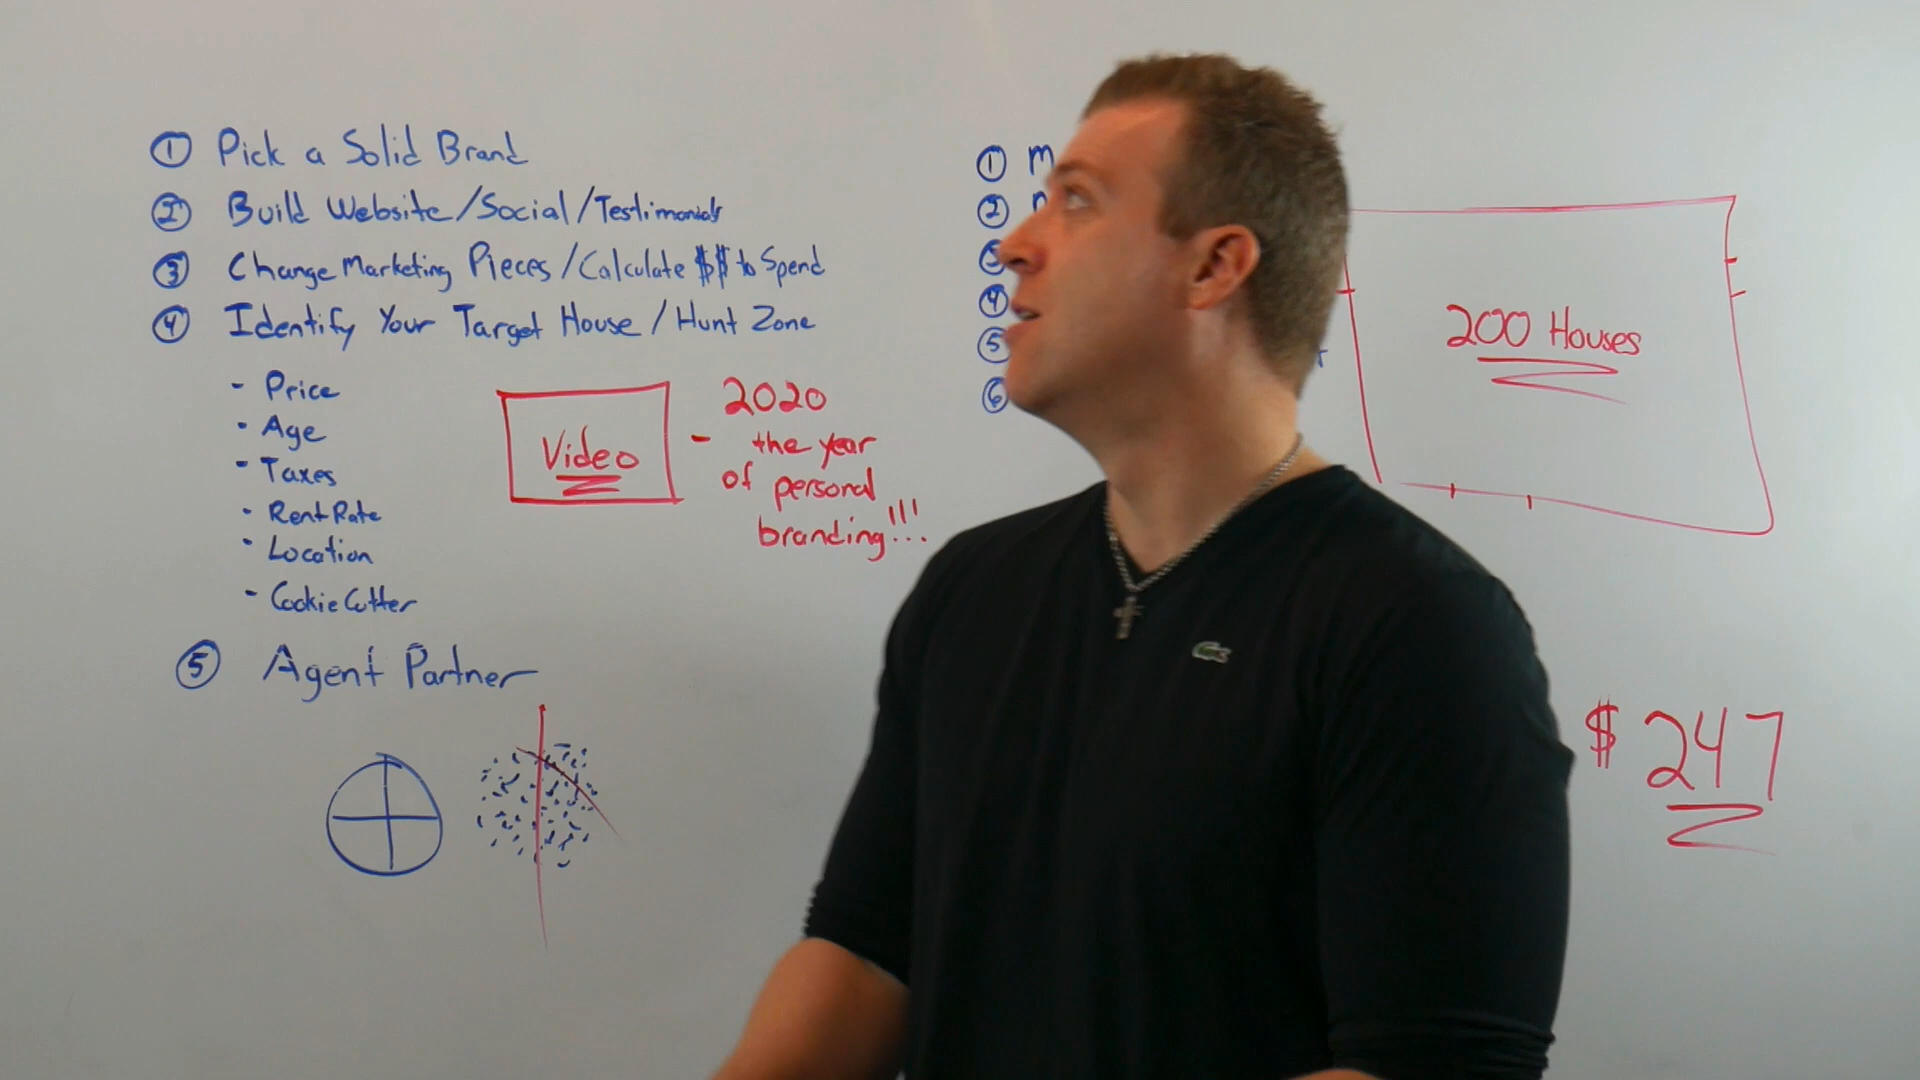 ① Pick a Solid Brand
② Build Website/Social/Testimonials
③ Change Marketing Pieces/Calculate $$ to Spend
④ Identify Your Target House/Hunt Zone
- Price
- Age
- Taxes
- Rent Rate
- Location
- Cookie Cutter
⑤ Agent Partner
Video
- 2020
the year
of personal
branding!!!
① M
②
③
④
⑤
⑥
200 Houses
$247